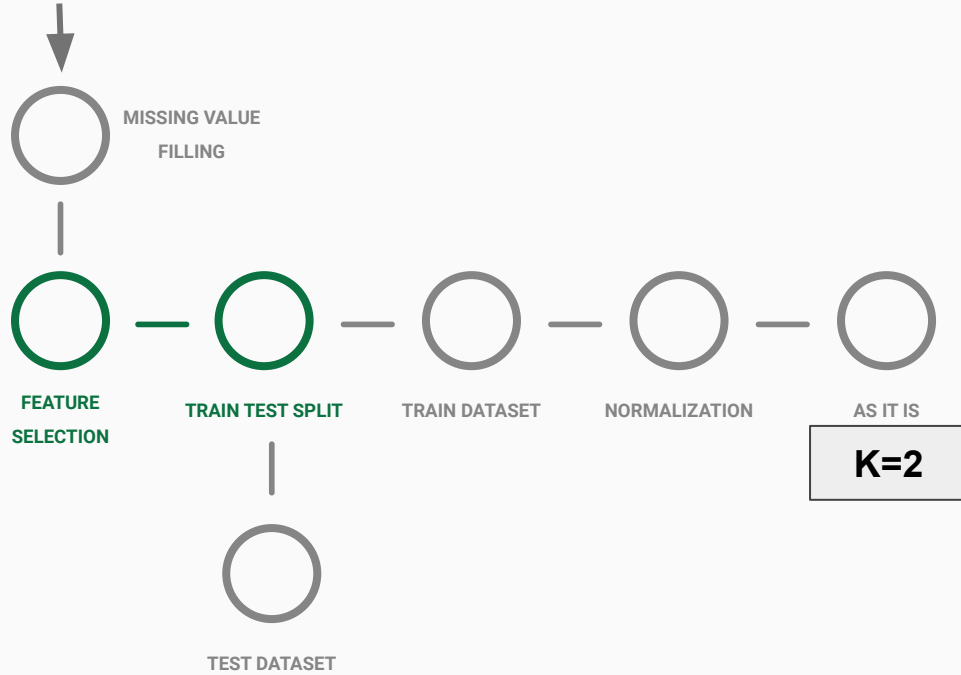 MISSING VALUE
FILLING
FEATURE
SELECTION
TRAIN TEST SPLIT
TRAIN DATASET
NORMALIZATION
AS IT IS
K=2
TEST DATASET